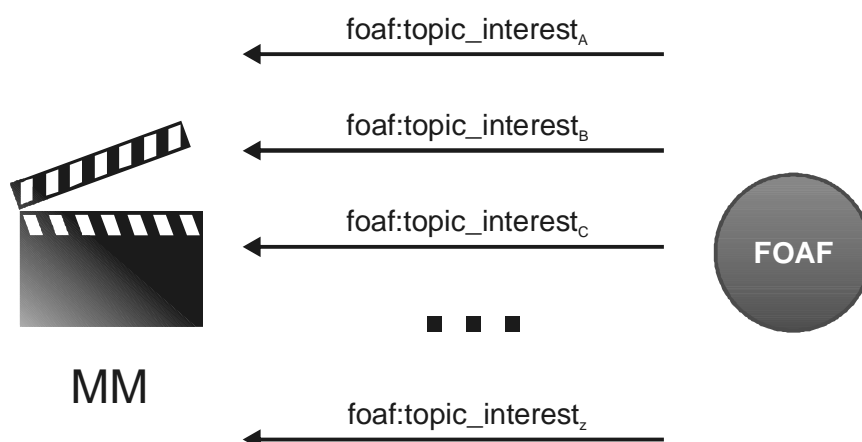 foaf:topic_interest_A
foaf:topic_interest_B
foaf:topic_interest_C
FOAF
MM
foaf:topic_interest_z